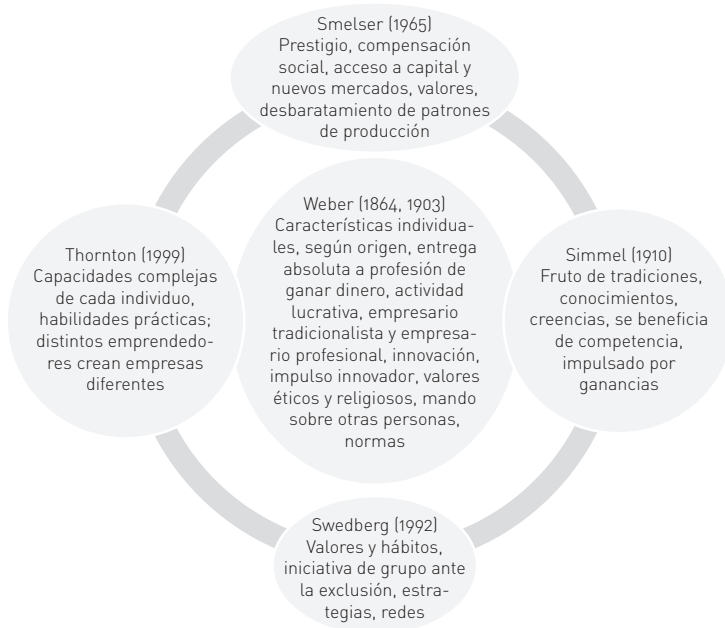 Smelser (1965)
Prestigio, compensación
social, acceso a capital y
nuevos mercados, valores,
desbaratamiento de patrones
de producción
Weber (1864, 1903)
Características individua-
les, según origen, entrega
absoluta a profesión de
ganar dinero, actividad
lucrativa, empresario
tradicionalista y empresa-
rio profesional, innovación,
impulso innovador, valores
éticos y religiosos, mando
sobre otras personas,
normas
Thornton (1999)
Capacidades complejas
de cada individuo,
habilidades prácticas;
distintos emprendedo-
res crean empresas
diferentes
Simmel (1910)
Fruto de tradiciones,
conocimientos,
creencias, se beneficia
de competencia,
impulsado por
ganancias
Swedberg (1992)
Valores y hábitos,
iniciativa de grupo ante
la exclusión, estra-
tegias, redes